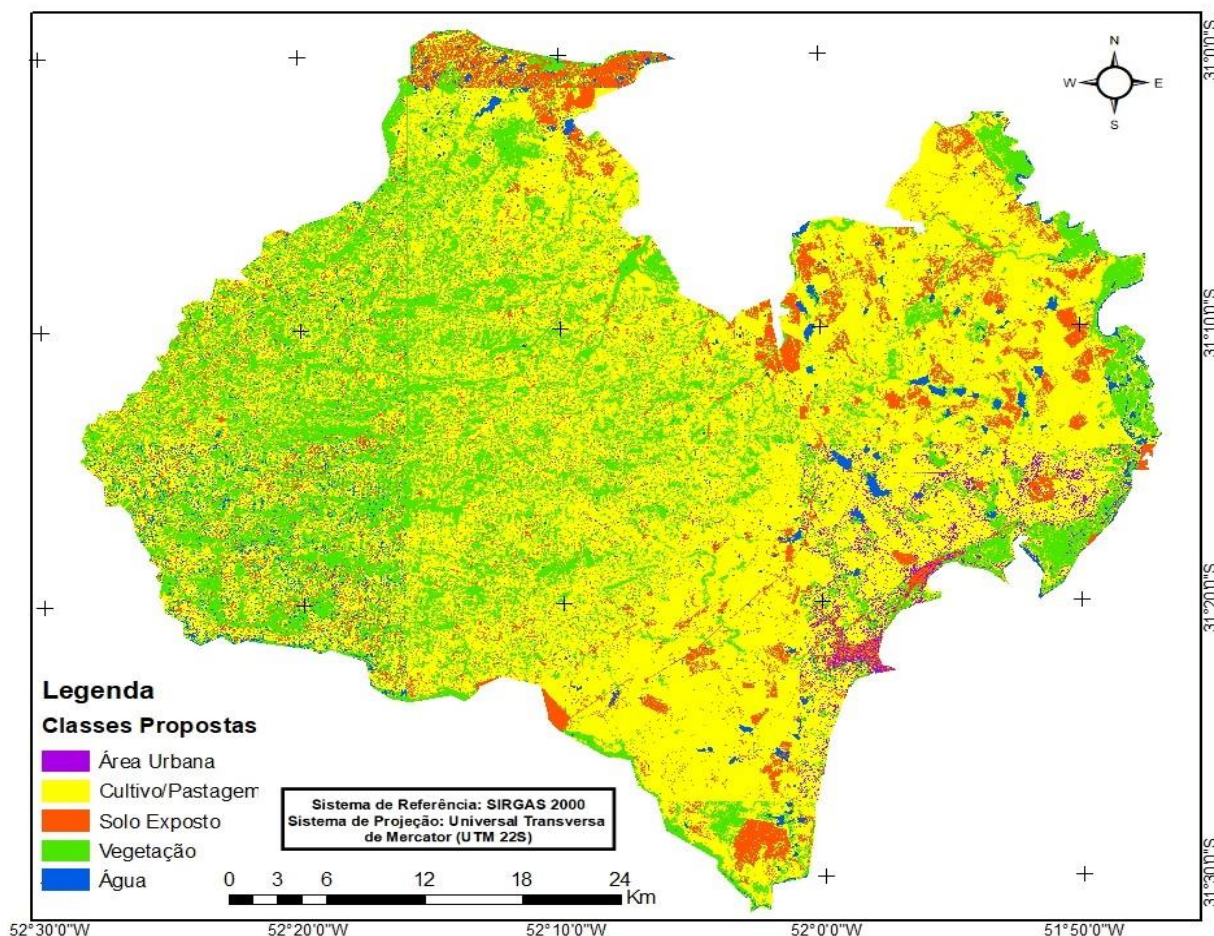 N
W E
S
31°0'0"S
31°10'0"S
31°20'0"S
31°30'0"S
Legenda
Classes Propostas
Área Urbana
Cultivo/Pastagem
Solo Exposto
Vegetação
Água
Sistema de Referência: SIRGAS 2000
Sistema de Projeção: Universal Transversa
de Mercator (UTM 22S)
0 3 6 12 18 24
Km
52°30'0"W 52°20'0"W 52°10'0"W 52°0'0"W 51°50'0"W